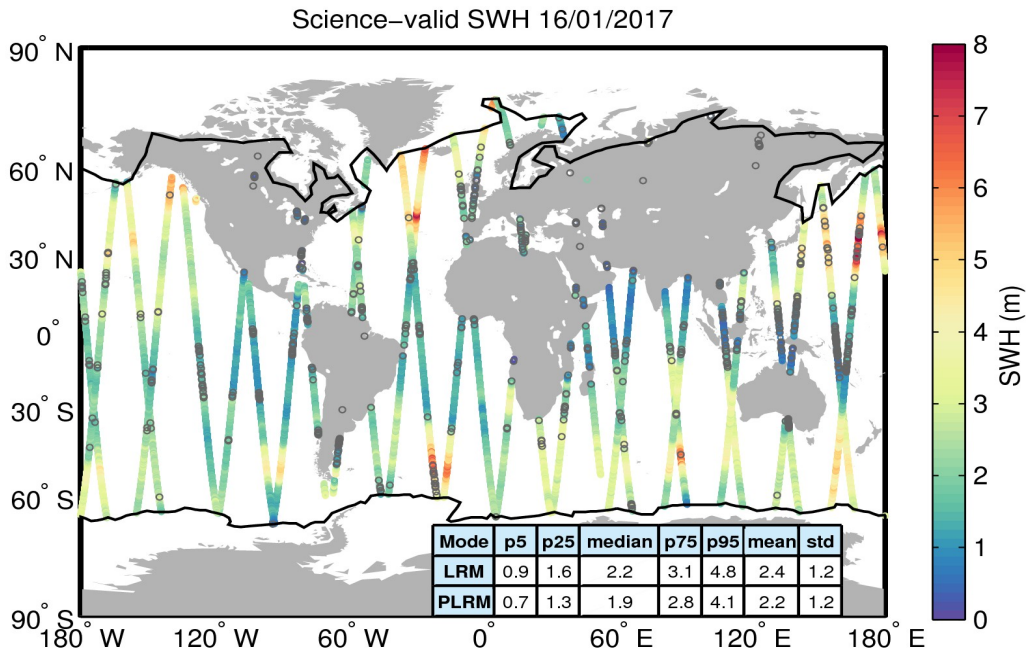 Science−valid SWH 16/01/2017
90° N
60° N
30° N
0°
30° S
60° S
90° S
180° W
120° W
60° W
0°
60° E
120° E
180° E
8
7
6
5
4
3
2
1
0
SWH (m)
Mode p5 p25 median p75 p95 mean std
LRM 0.9 1.6 2.2 3.1 4.8 2.4 1.2
PLRM 0.7 1.3 1.9 2.8 4.1 2.2 1.2